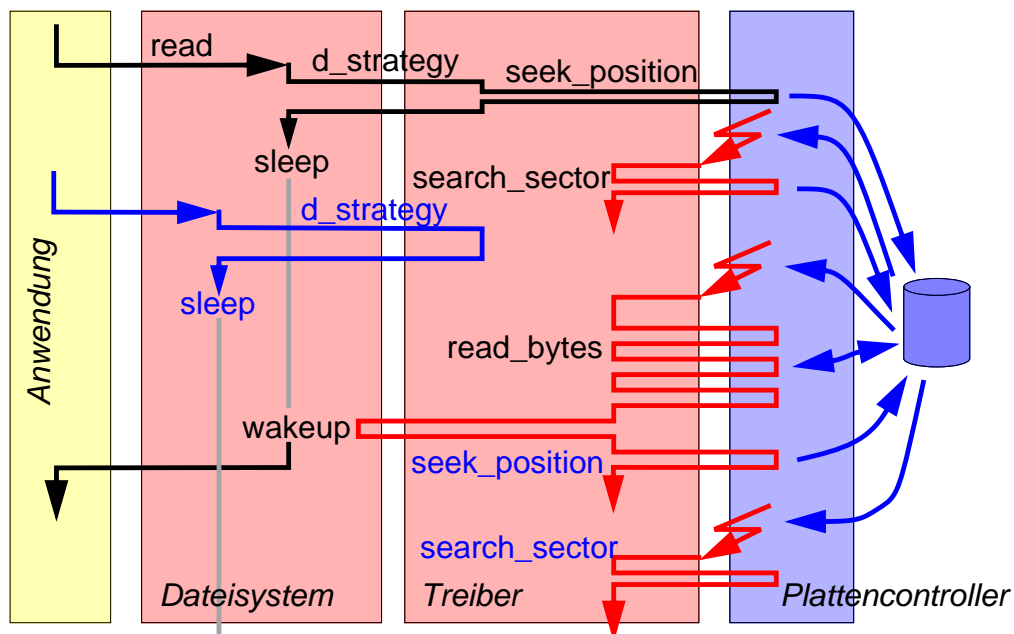 read
d_strategy
seek_position
sleep
search_sector
d_strategy
sleep
Anwendung
read_bytes
wakeup
seek_position
search_sector
Dateisystem
Treiber
Plattencontroller